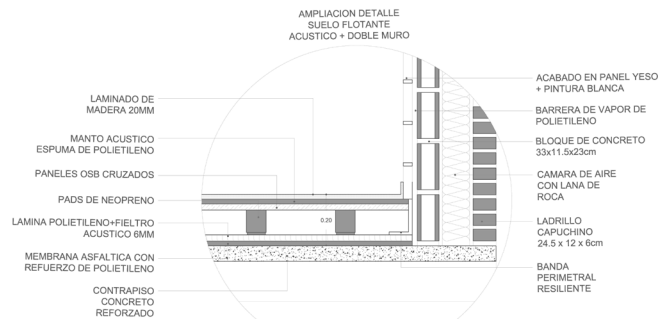 AMPLIACION DETALLE
SUELO FLOTANTE
ACUSTICO + DOBLE MURO
LAMINADO DE
MADERA 20MM
MANTO ACUSTICO
ESPUMA DE POLIETILENO
PANELES OSB CRUZADOS
PADS DE NEOPRENO
LAMINA POLIETILENO+FIELTRO
ACUSTICO 6MM
MEMBRANA ASFALTICA CON
REFUERZO DE POLIETILENO
CONTRAPISO
CONCRETO
REFORZADO
0.20
ACABADO EN PANEL YESO
+ PINTURA BLANCA
BARRERA DE VAPOR DE
POLIETILENO
BLOQUE DE CONCRETO
33x11.5x23cm
CAMARA DE AIRE
CON LANA DE
ROCA
LADRILLO
CAPUCHINO
24.5 x 12 x 6cm
BANDA
PERIMETRAL
RESILIENTE